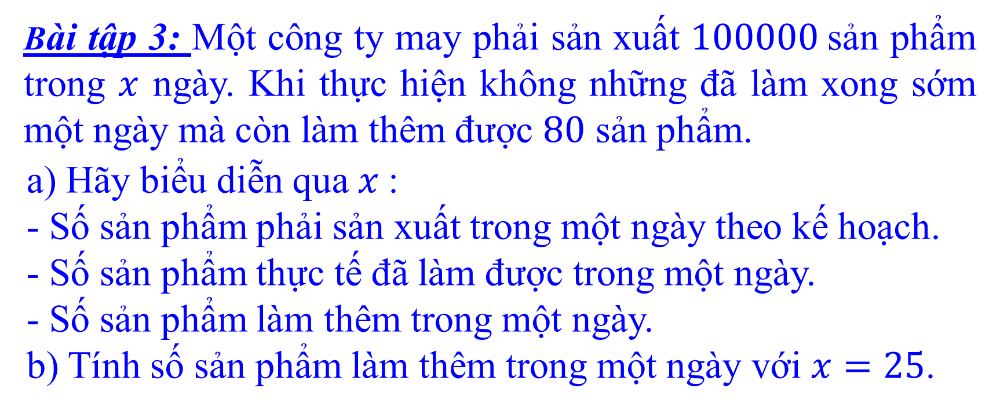 Bài tập 3: Một công ty may phải sản xuất 100000 sản phẩm
trong x ngày. Khi thực hiện không những đã làm xong sớm
một ngày mà còn làm thêm được 80 sản phẩm.
a) Hãy biểu diễn qua x :
- Số sản phẩm phải sản xuất trong một ngày theo kế hoạch.
- Số sản phẩm thực tế đã làm được trong một ngày.
- Số sản phẩm làm thêm trong một ngày.
b) Tính số sản phẩm làm thêm trong một ngày với x = 25.